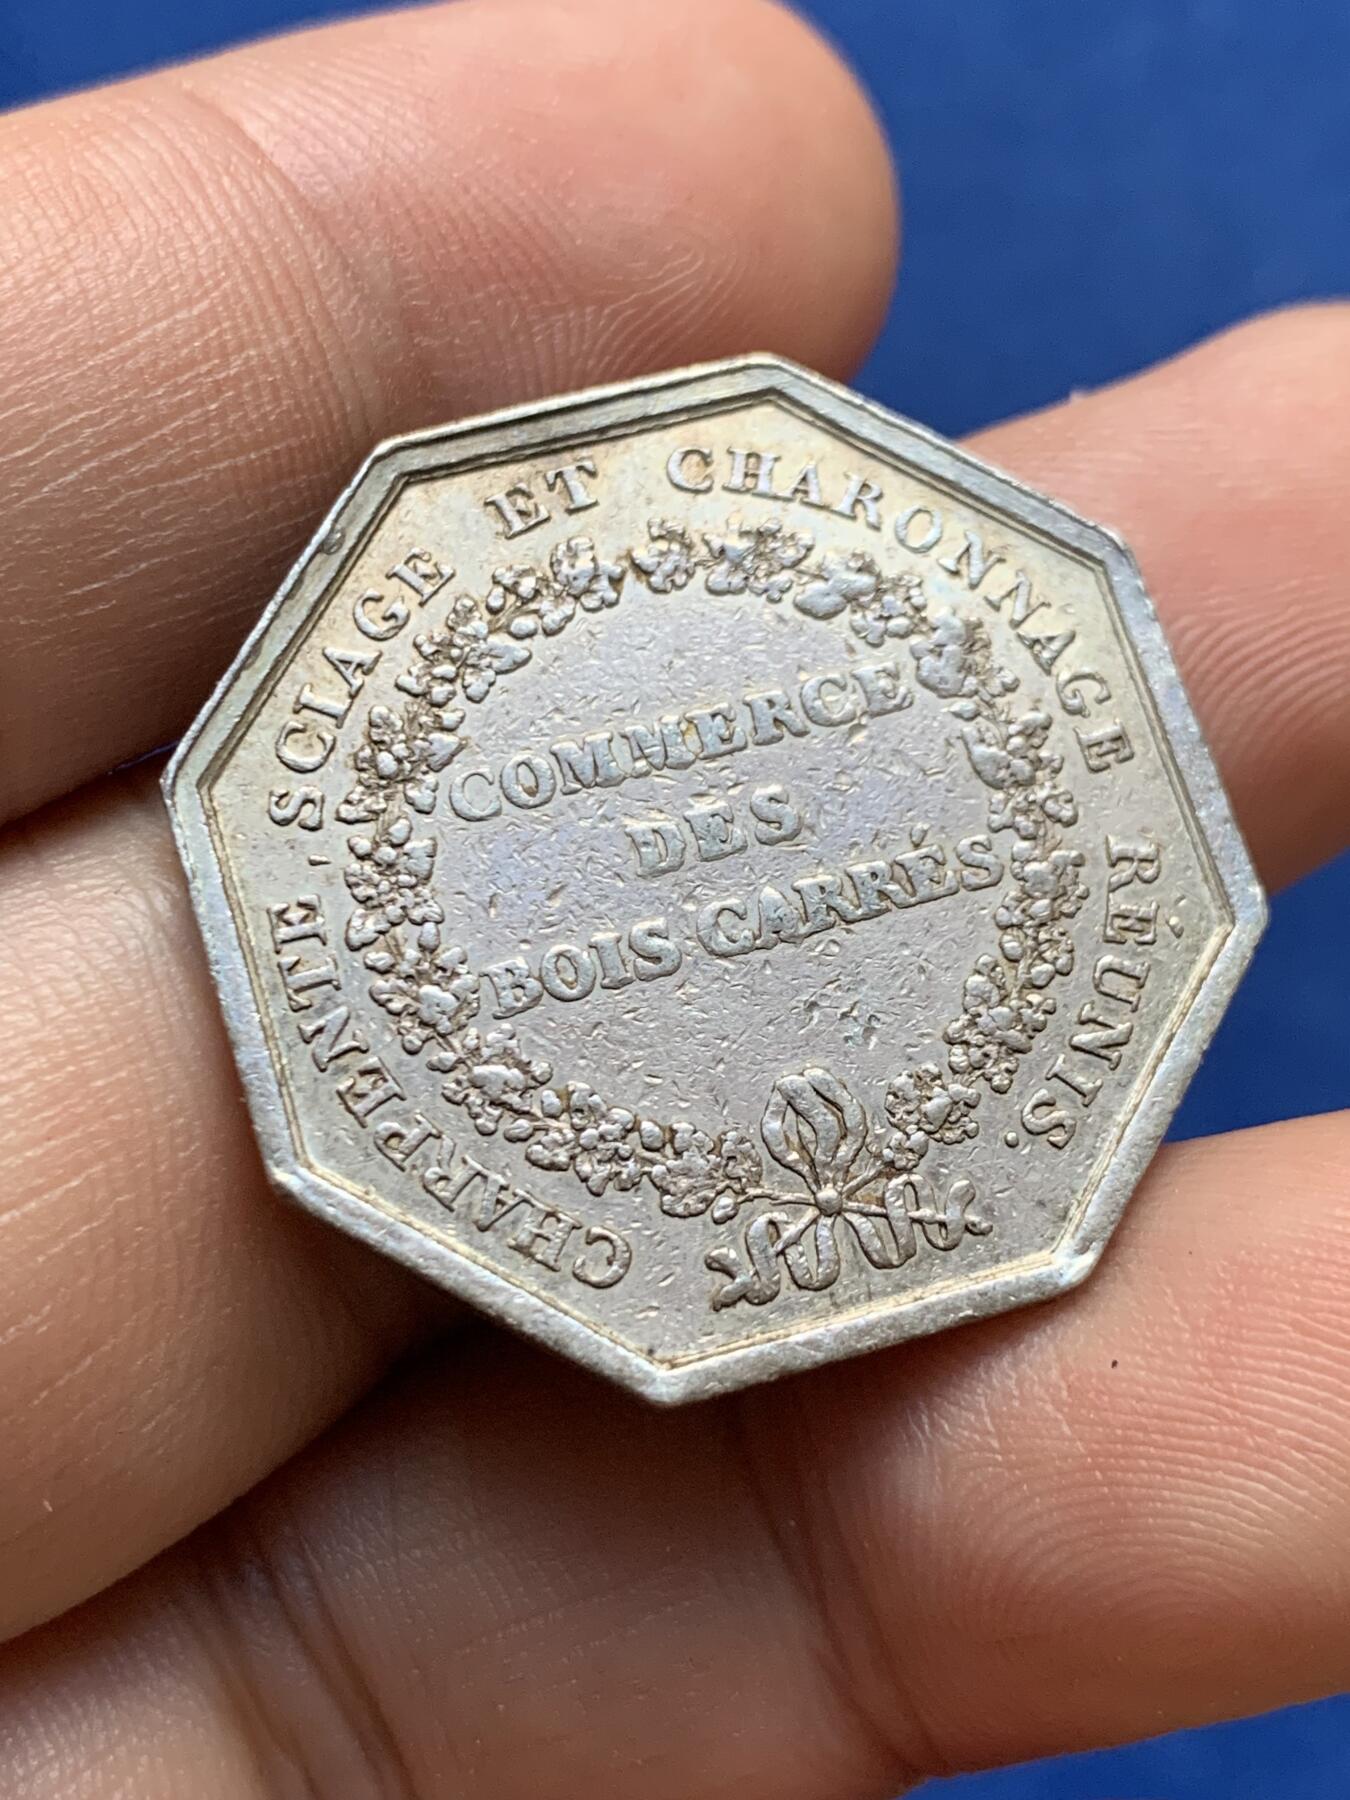 CHARPENTE, SCIAGE ET CHARONNAGE RÉUNIS.
COMMERCE
DES
BOIS CARRÉS